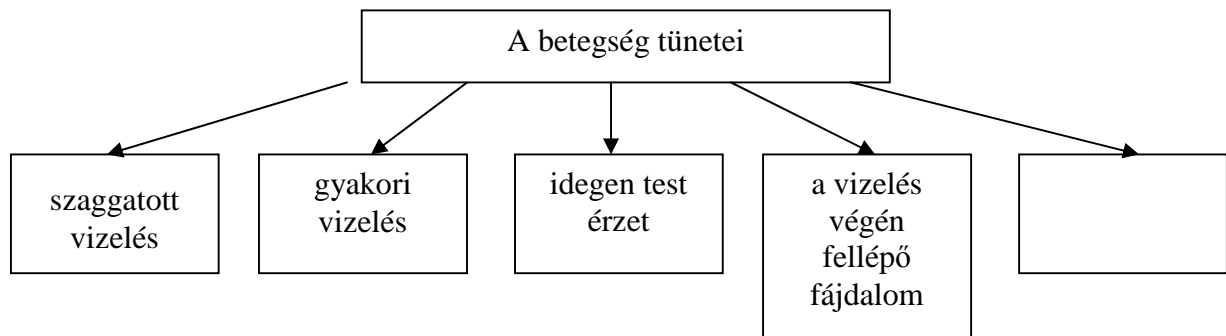 A betegség tünetei
szaggatott
vizelés
gyakori
vizelés
idegen test
érzet
a vizelés
végén
fellépő
fájdalom